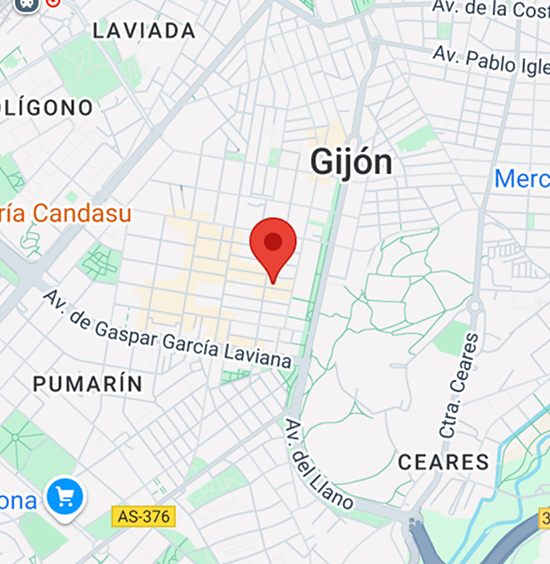 LAVIADA
Av. de la Cost
Av. Pablo Igle
OLÍGONO
Gijón
Merc
ría Candasu
Av. de Gaspar García Laviana
PUMARÍN
Ctra. Ceares
Av. del Llano
CEARES
ona
AS-376
3